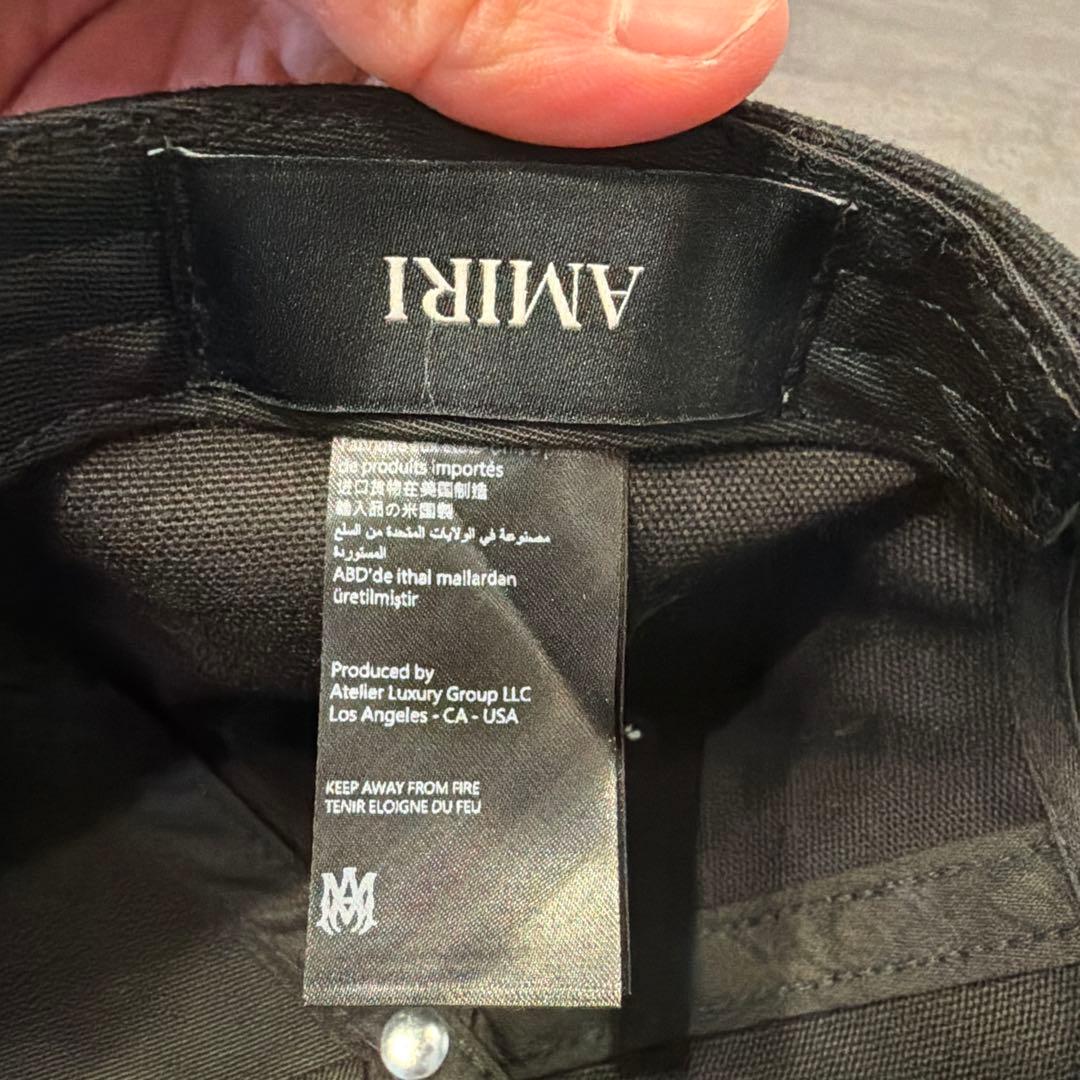 AMIRI
de produits importés
进口货物在美国制造
輸入品の米国製
مصنوعة في الولايات المتحدة من السلع
المستوردة
ABD'de ithal mallardan
üretilmiştir
Produced by
Atelier Luxury Group LLC
Los Angeles - CA - USA
KEEP AWAY FROM FIRE
TENIR ELOIGNE DU FEU
MA